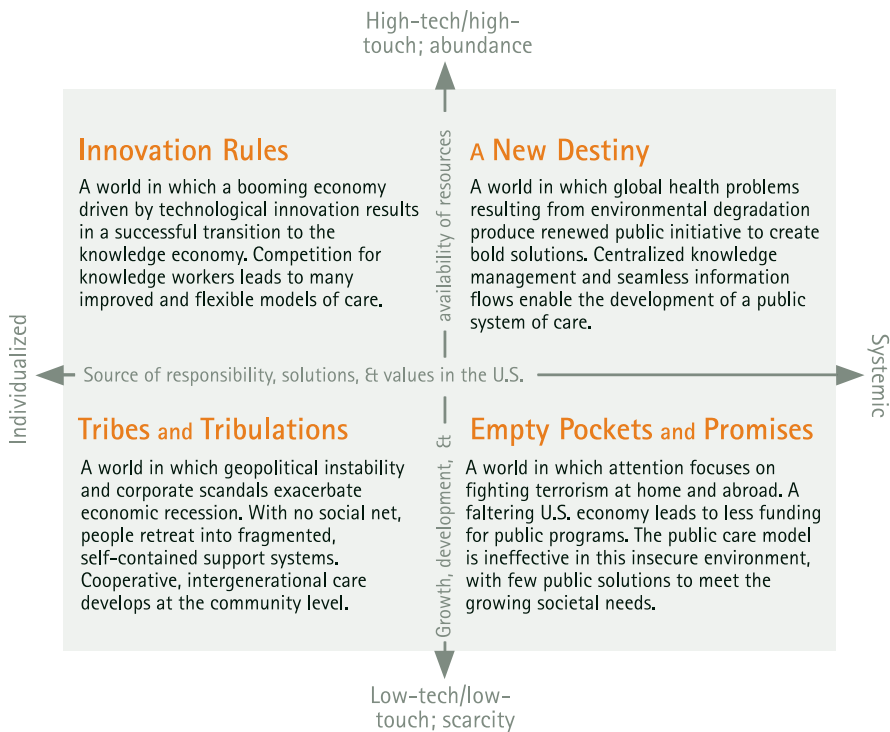 High-tech/high-
touch; abundance
Innovation Rules
A world in which a booming economy
driven by technological innovation results
in a successful transition to the
knowledge economy. Competition for
knowledge workers leads to many
improved and flexible models of care.
A New Destiny
A world in which global health problems
resulting from environmental degradation
produce renewed public initiative to create
bold solutions. Centralized knowledge
management and seamless information
flows enable the development of a public
system of care.
Individualized
Source of responsibility, solutions, & values in the U.S.
Systemic
Growth, development, & availability of resources
Tribes and Tribulations
A world in which geopolitical instability
and corporate scandals exacerbate
economic recession. With no social net,
people retreat into fragmented,
self-contained support systems.
Cooperative, intergenerational care
develops at the community level.
Empty Pockets and Promises
A world in which attention focuses on
fighting terrorism at home and abroad. A
faltering U.S. economy leads to less funding
for public programs. The public care model
is ineffective in this insecure environment,
with few public solutions to meet the
growing societal needs.
Low-tech/low-
touch; scarcity